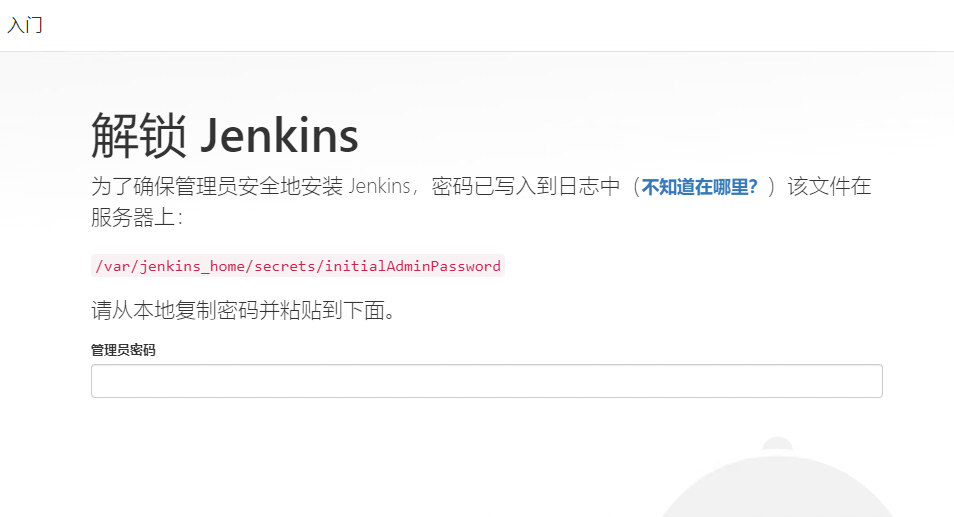 入门
解锁 Jenkins
为了确保管理员安全地安装 Jenkins，密码已写入到日志中（不知道在哪里？）该文件在
服务器上：
/var/jenkins_home/secrets/initialAdminPassword
请从本地复制密码并粘贴到下面。
管理员密码